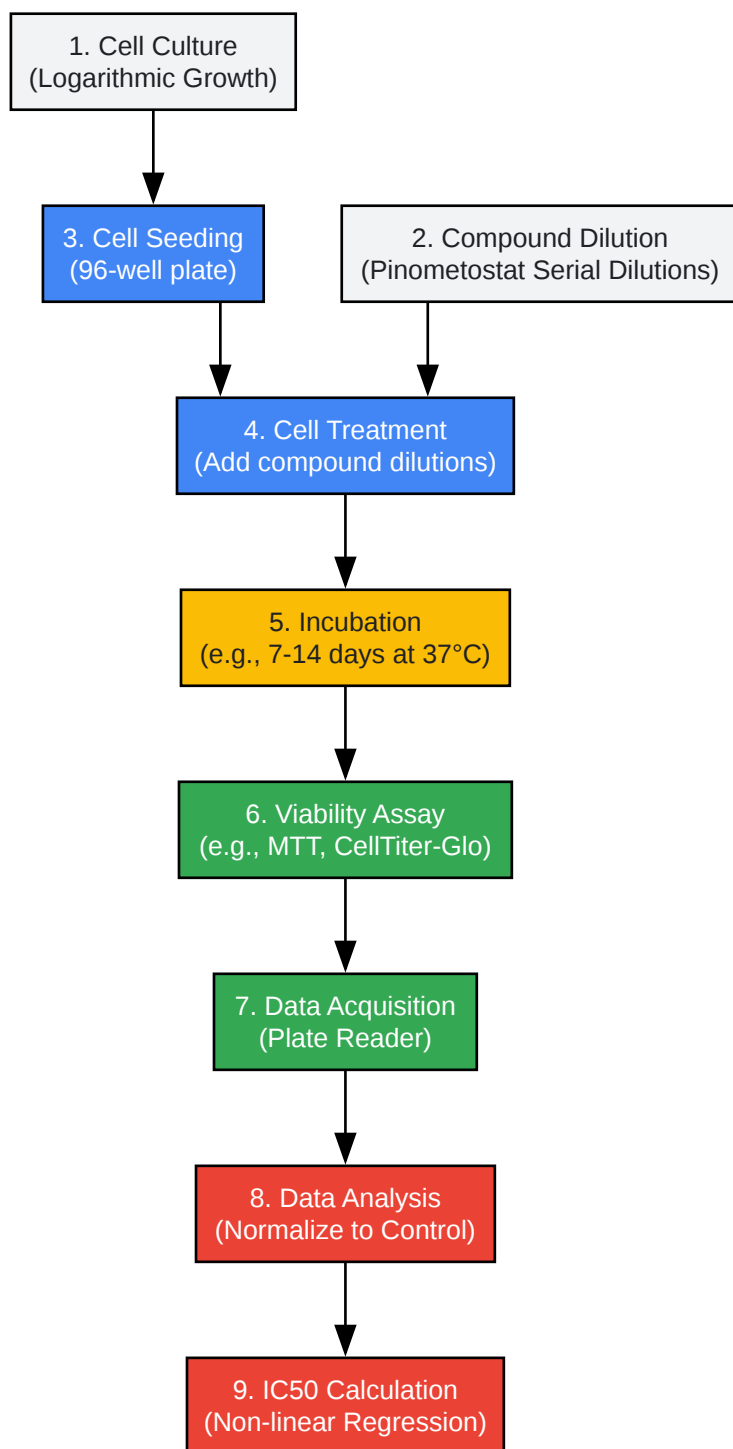 1. Cell Culture
(Logarithmic Growth)
3. Cell Seeding
(96-well plate)
2. Compound Dilution
(Pinometostat Serial Dilutions)
4. Cell Treatment
(Add compound dilutions)
5. Incubation
(e.g., 7-14 days at 37°C)
6. Viability Assay
(e.g., MTT, CellTiter-Glo)
7. Data Acquisition
(Plate Reader)
8. Data Analysis
(Normalize to Control)
9. IC50 Calculation
(Non-linear Regression)